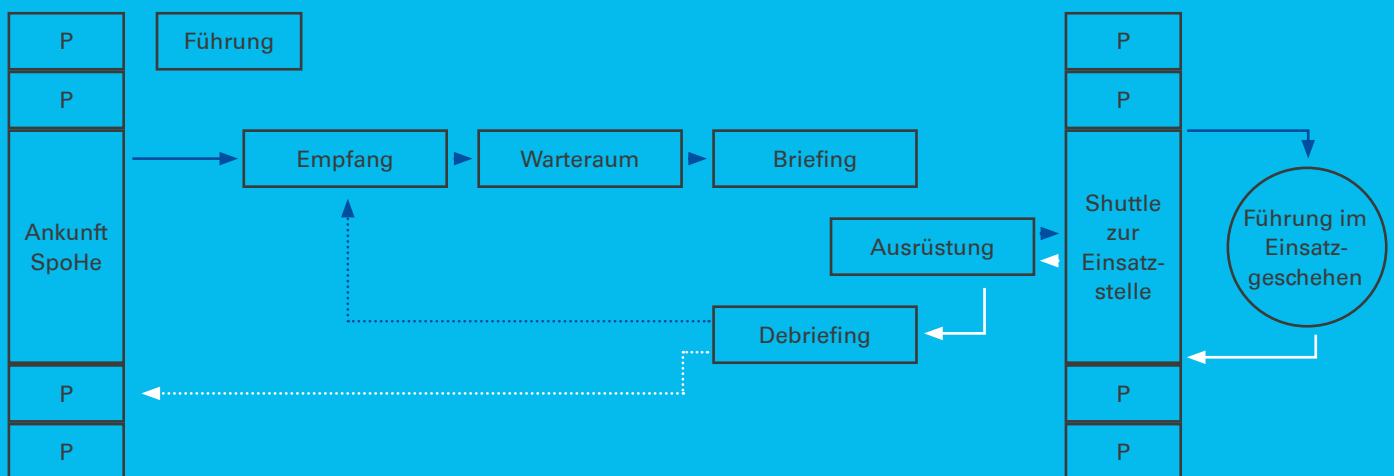 P
Führung
P
P
P
Empfang
Warteraum
Briefing
Ankunft
SpoHe
Ausrüstung
Shuttle
zur
Einsatz-
stelle
Führung im
Einsatz-
geschehen
Debriefing
P
P
P
P